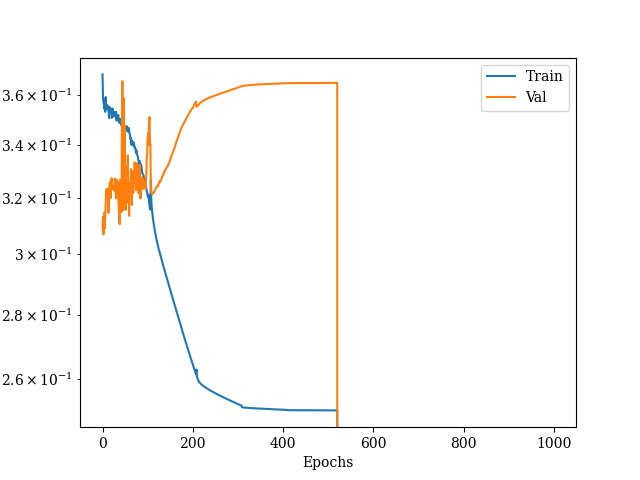 Train
Val
3.6 × 10⁻¹
3.4 × 10⁻¹
3.2 × 10⁻¹
3 × 10⁻¹
2.8 × 10⁻¹
2.6 × 10⁻¹
0 200 400 600 800 1000
Epochs